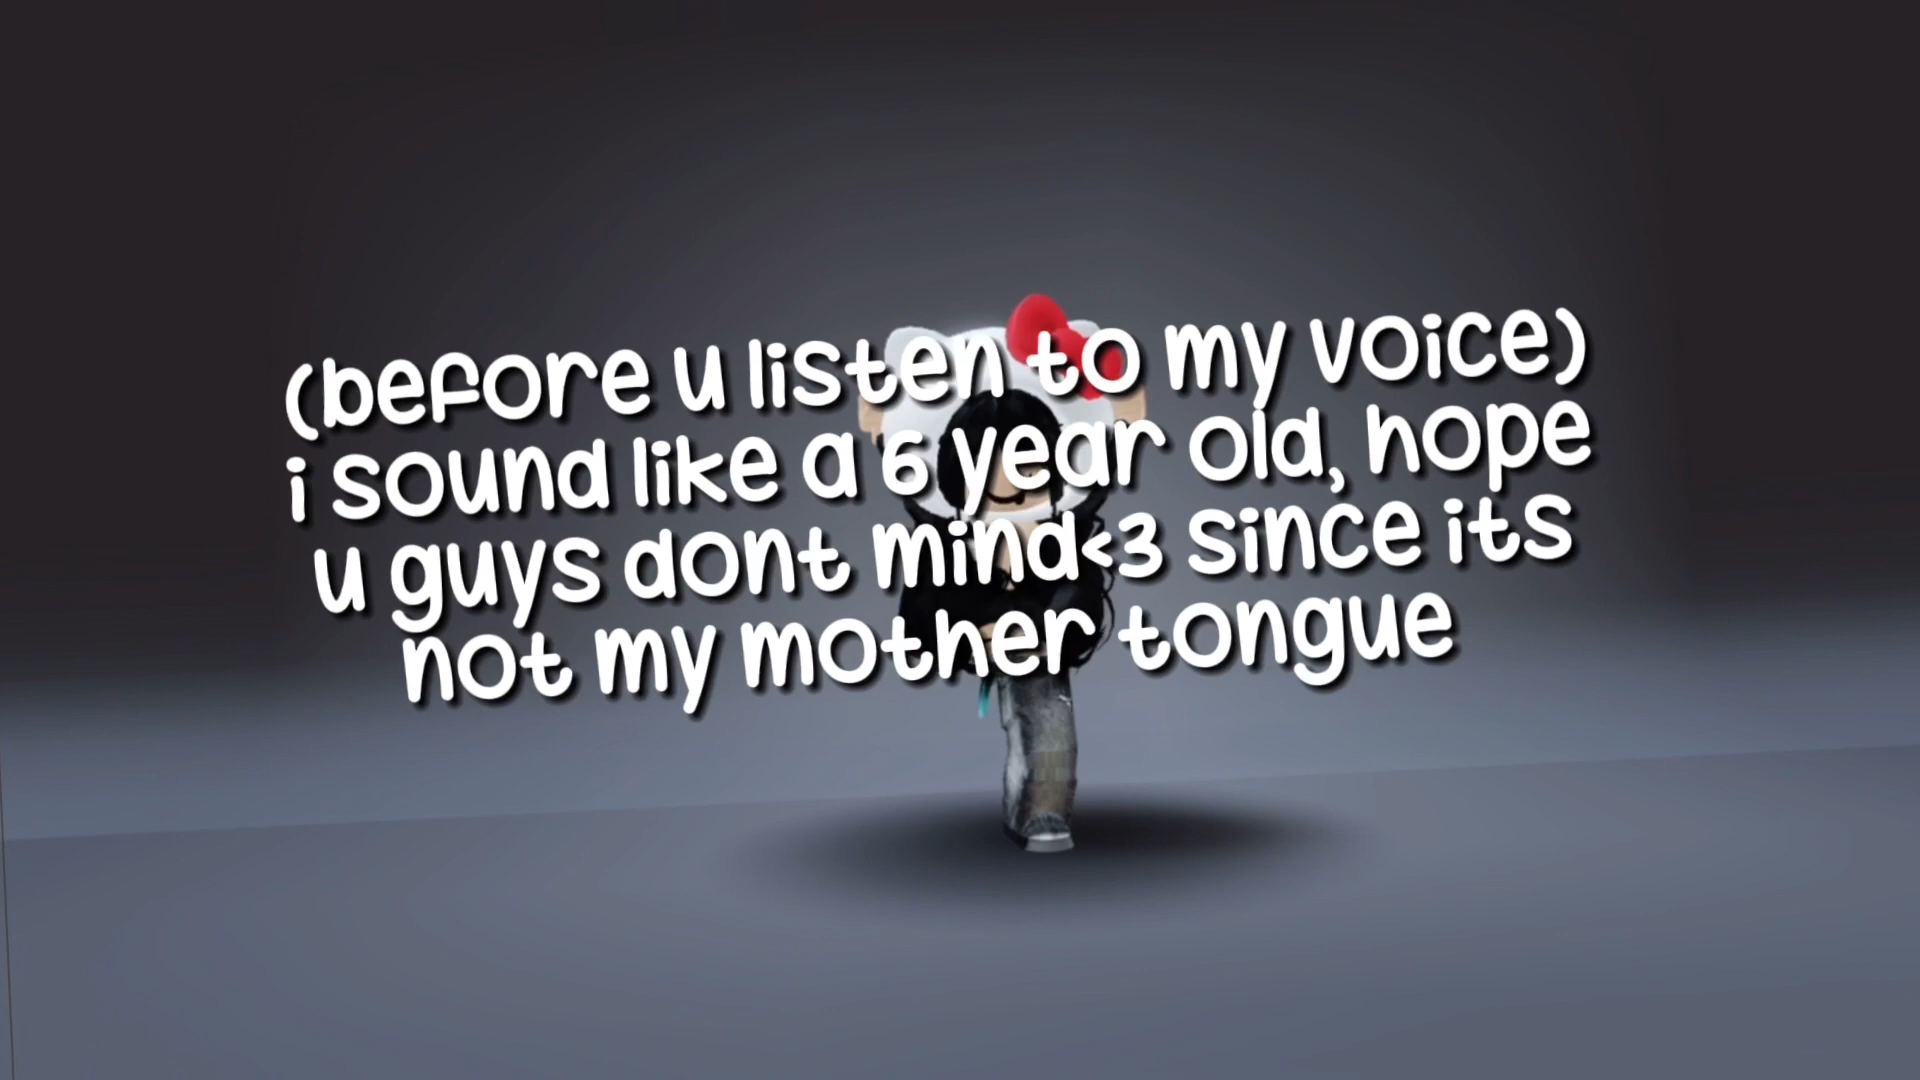 (before u listen to my voice)
i sound like a 6 year old, hope
u guys dont mind<3 since its
not my mother tongue